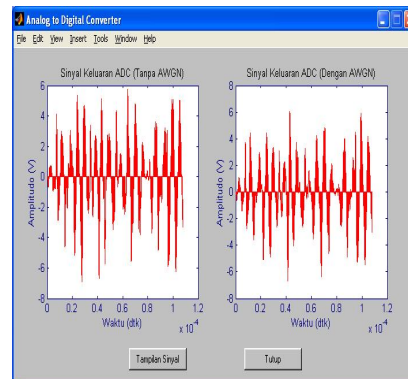 Analog to Digital Converter
File Edit View Insert Tools Window Help
Sinyal Keluaran ADC (Tanpa AWGN)
6
4
2
0
-2
-4
-6
-8
Amplitudo (V)
0 0.2 0.4 0.6 0.8 1 1.2
Waktu (dtk)
x 10⁻⁴
Sinyal Keluaran ADC (Dengan AWGN)
8
6
4
2
0
-2
-4
-6
-8
Amplitudo (V)
0 0.2 0.4 0.6 0.8 1 1.2
Waktu (dtk)
x 10⁻⁴
Tampilan Sinyal
Tutup